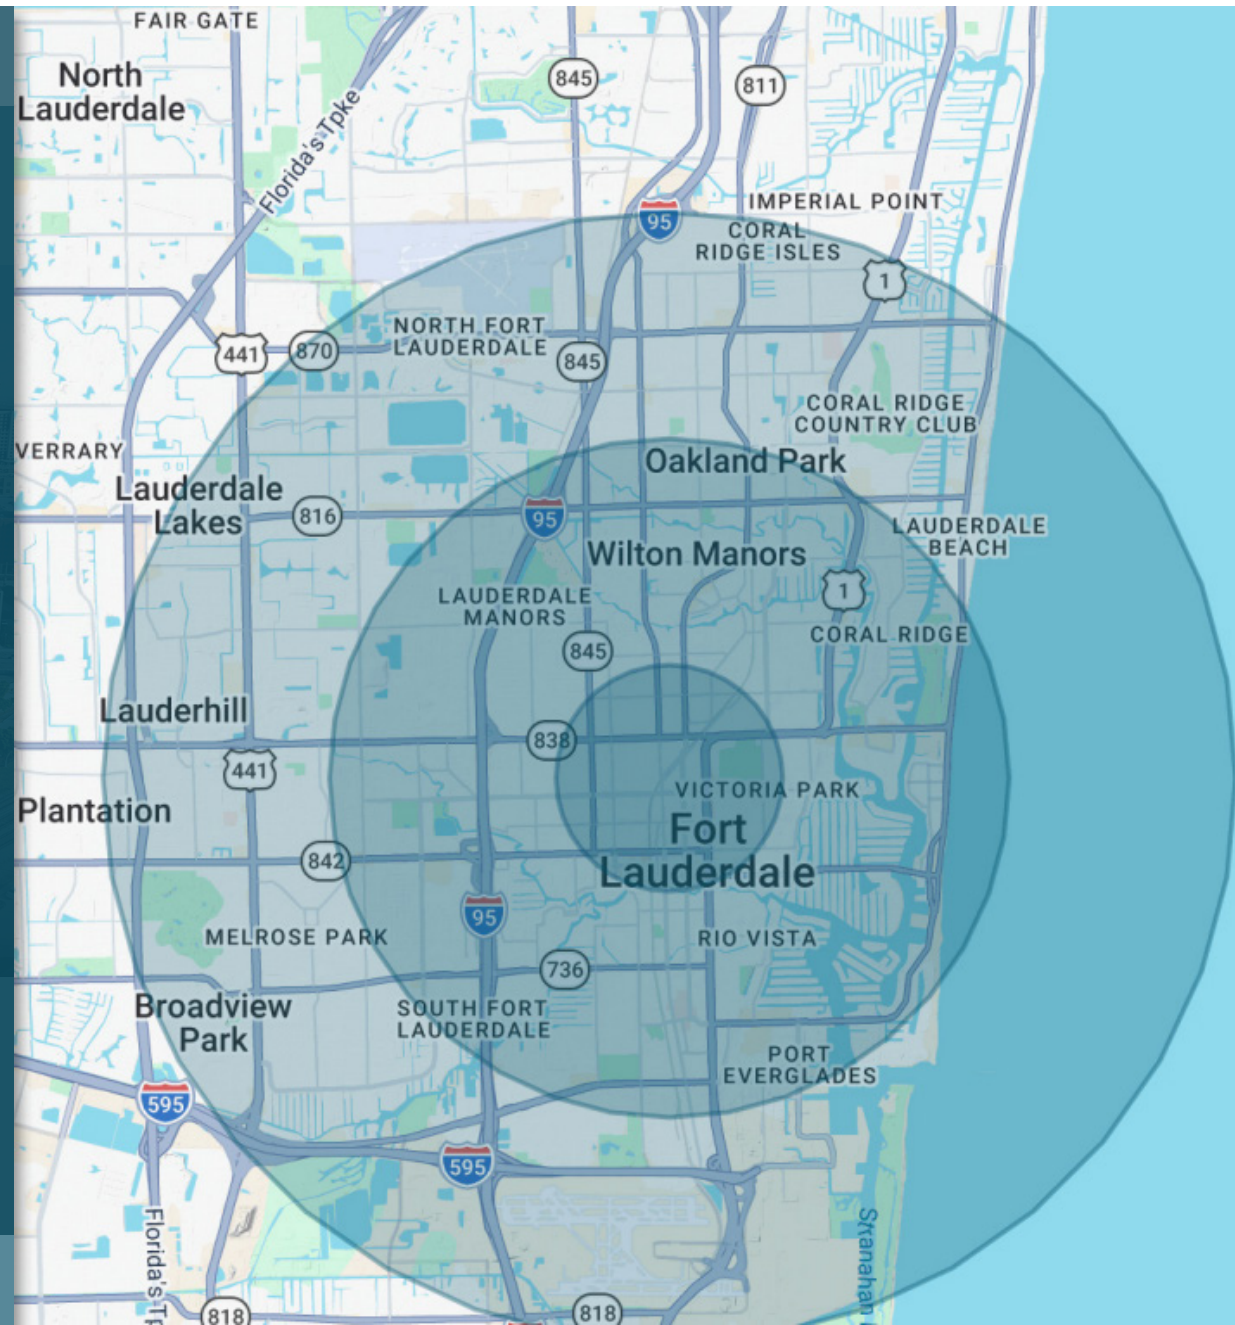 FAIR GATE
North
Lauderdale
845
811
Florida's Tpke
95
IMPERIAL POINT
CORAL
RIDGE ISLES
1
NORTH FORT
LAUDERDALE
441
870
845
CORAL RIDGE
COUNTRY CLUB
VERRARY
Oakland Park
Lauderdale
Lakes
816
95
LAUDERDALE
BEACH
Wilton Manors
LAUDERDALE
MANORS
1
CORAL RIDGE
845
Lauderhill
838
441
VICTORIA PARK
Plantation
Fort
Lauderdale
842
95
MELROSE PARK
RIO VISTA
736
Broadview
Park
SOUTH FORT
LAUDERDALE
PORT
EVERGLADES
595
595
Florida's Tp
Stranahan
818
818